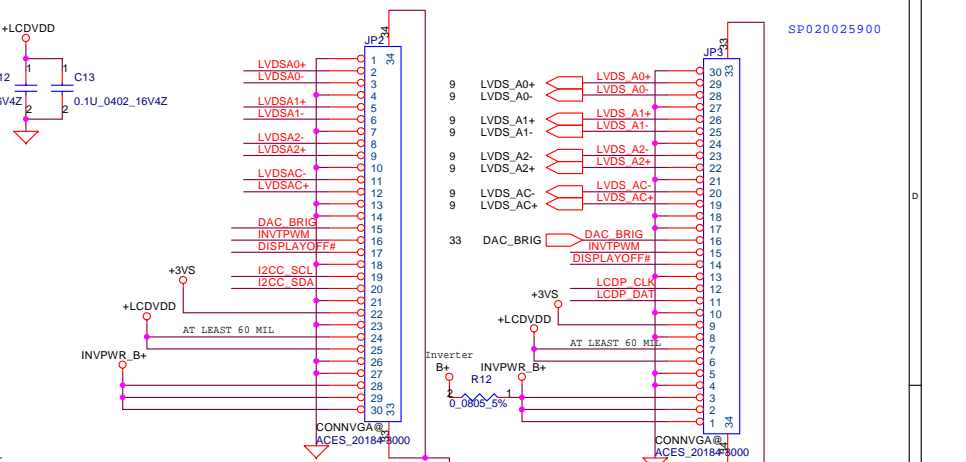 +LCDVDD
1
1
12
C13
6V4Z
0.1U_0402_16V4Z
2
2
34
JP2
34
1
2
3
4
5
6
7
8
9
10
11
12
13
14
15
16
17
18
19
20
21
22
23
24
25
26
27
28
29
30
33
LVDSA0+
LVDSA0-
LVDSA1+
LVDSA1-
LVDSA2-
LVDSA2+
LVDSAC-
LVDSAC+
DAC_BRIG
INVTPWM
DISPLAYOFF#
I2CC_SCL
I2CC_SDA
+3VS
+LCDVDD
AT LEAST 60 MIL
INVPWR_B+
CONNVGA@
33
ACES_20184-3000
SP020025900
33
JP3
33
30
29
28
27
26
25
24
23
22
21
20
19
18
17
16
15
14
13
12
11
10
9
8
7
6
5
4
3
2
1
34
9 LVDS_A0+ LVDS_A0+
9 LVDS_A0- LVDS_A0-
9 LVDS_A1+ LVDS_A1+
9 LVDS_A1- LVDS_A1-
9 LVDS_A2- LVDS_A2-
9 LVDS_A2+ LVDS_A2+
9 LVDS_AC- LVDS_AC-
9 LVDS_AC+ LVDS_AC+
33 DAC_BRIG DAC_BRIG
INVTPWM
DISPLAYOFF#
LCDP_CLK
LCDP_DAT
+3VS
+LCDVDD
AT LEAST 60 MIL
Inverter
B+
INVPWR_B+
R12
2
1
0_0805_5%
CONNVGA@
34
ACES_20184-3000
D